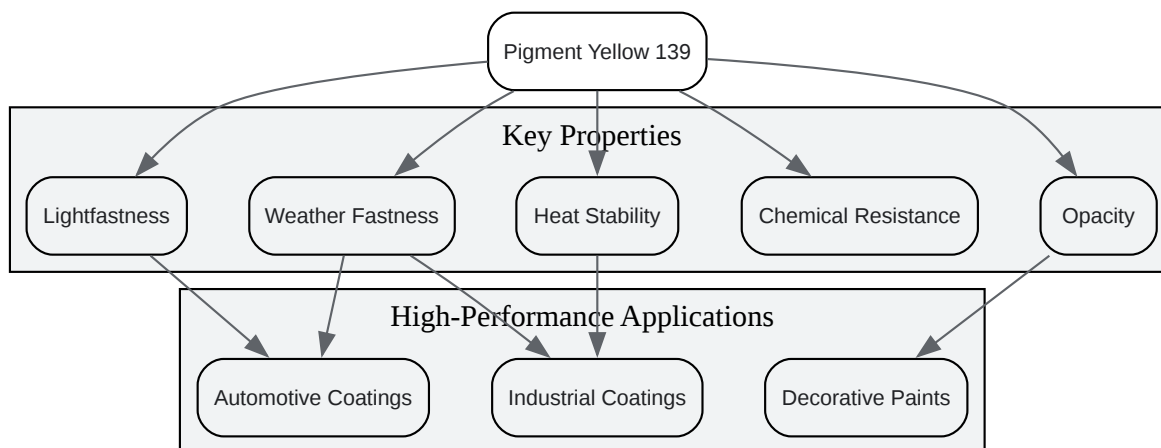 Pigment Yellow 139
Key Properties
Lightfastness
Weather Fastness
Heat Stability
Chemical Resistance
Opacity
High-Performance Applications
Automotive Coatings
Industrial Coatings
Decorative Paints